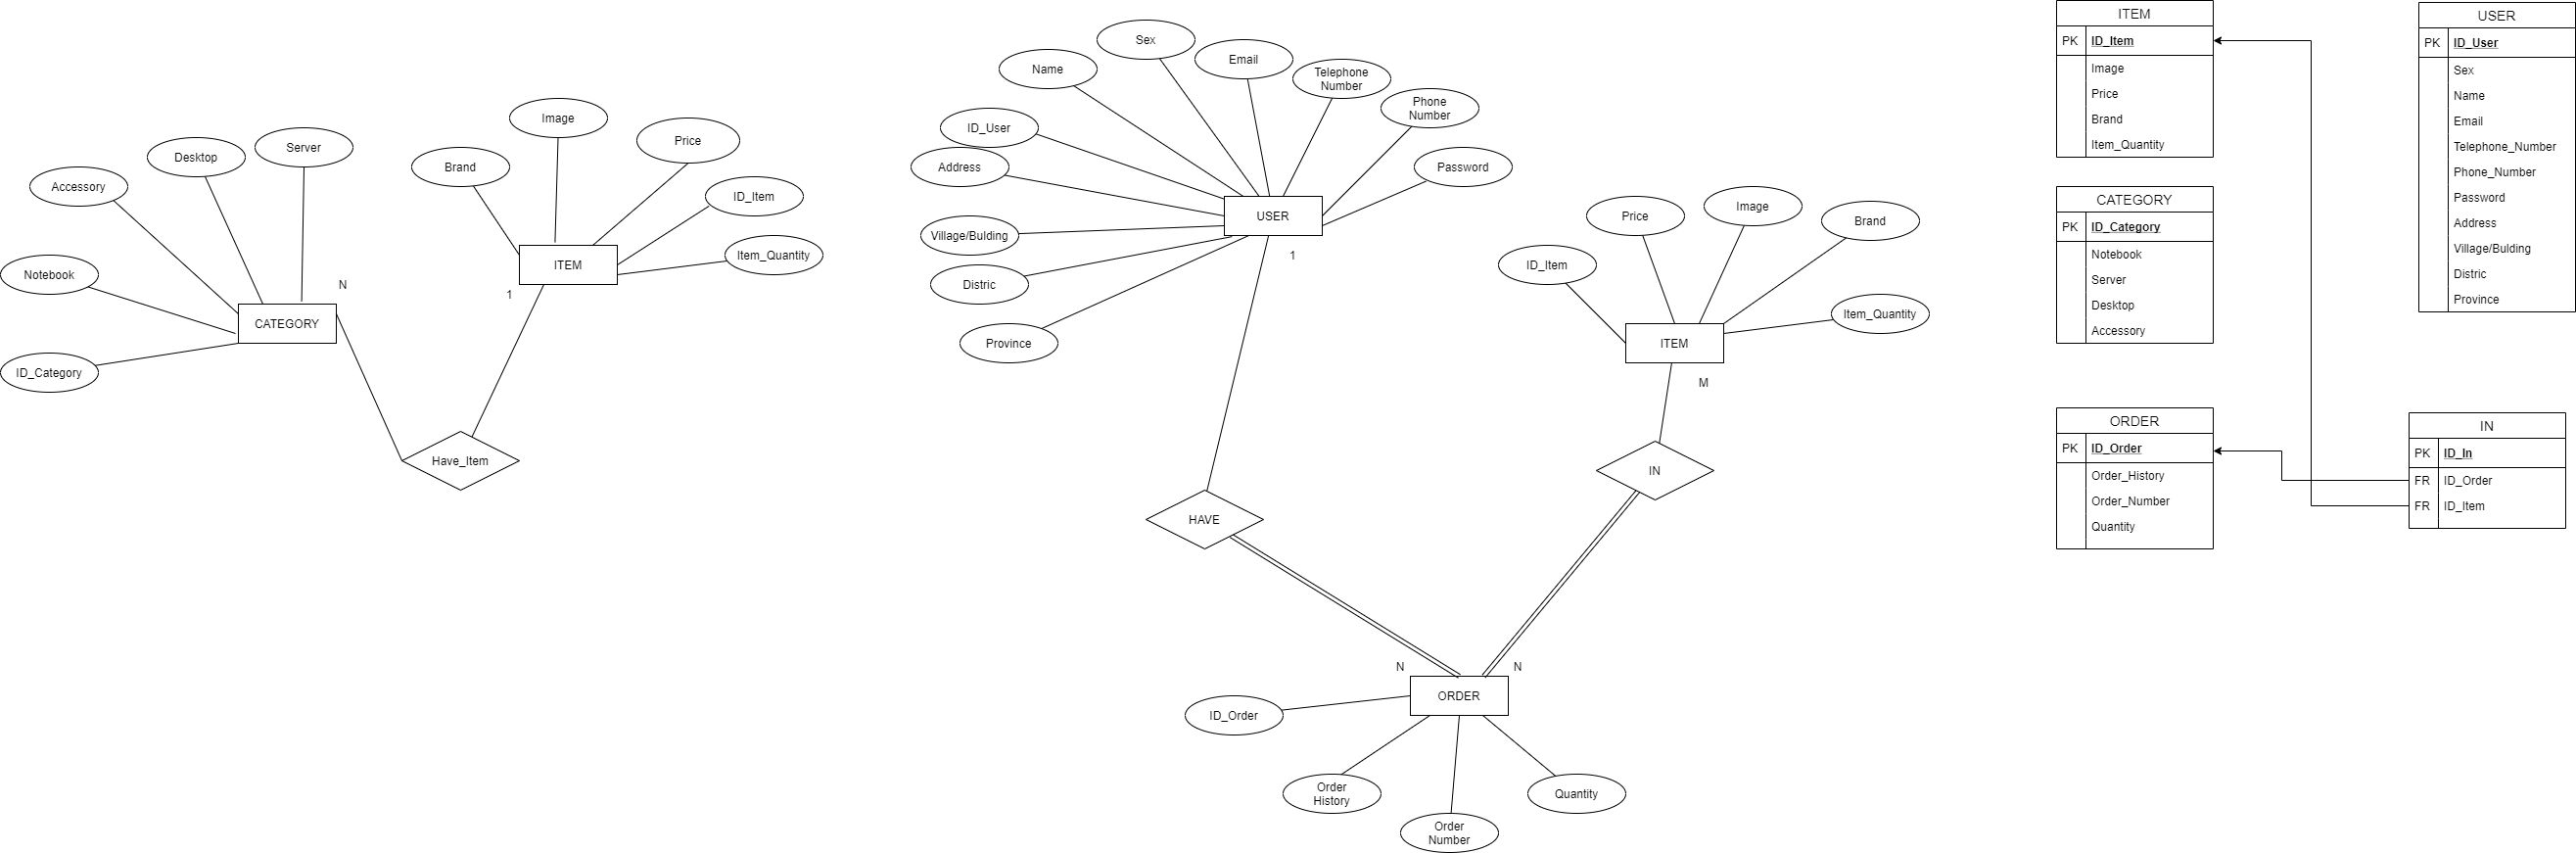 Server
Desktop
Accessory
Notebook
ID_Category
CATEGORY
N
Image
Price
Brand
ID_Item
Item_Quantity
ITEM
1
Have_Item
Sex
Email
Name
Telephone
Number
Phone
Number
ID_User
Address
Password
Village/Bulding
Distric
Province
USER
1
HAVE
Price
Image
Brand
ID_Item
Item_Quantity
ITEM
M
IN
N
N
ORDER
ID_Order
Order
History
Order
Number
Quantity
ITEM
PK ID_Item
Image
Price
Brand
Item_Quantity
CATEGORY
PK ID_Category
Notebook
Server
Desktop
Accessory
ORDER
PK ID_Order
Order_History
Order_Number
Quantity
USER
PK ID_User
Sex
Name
Email
Telephone_Number
Phone_Number
Password
Address
Village/Bulding
Distric
Province
IN
PK ID_In
FR ID_Order
FR ID_Item